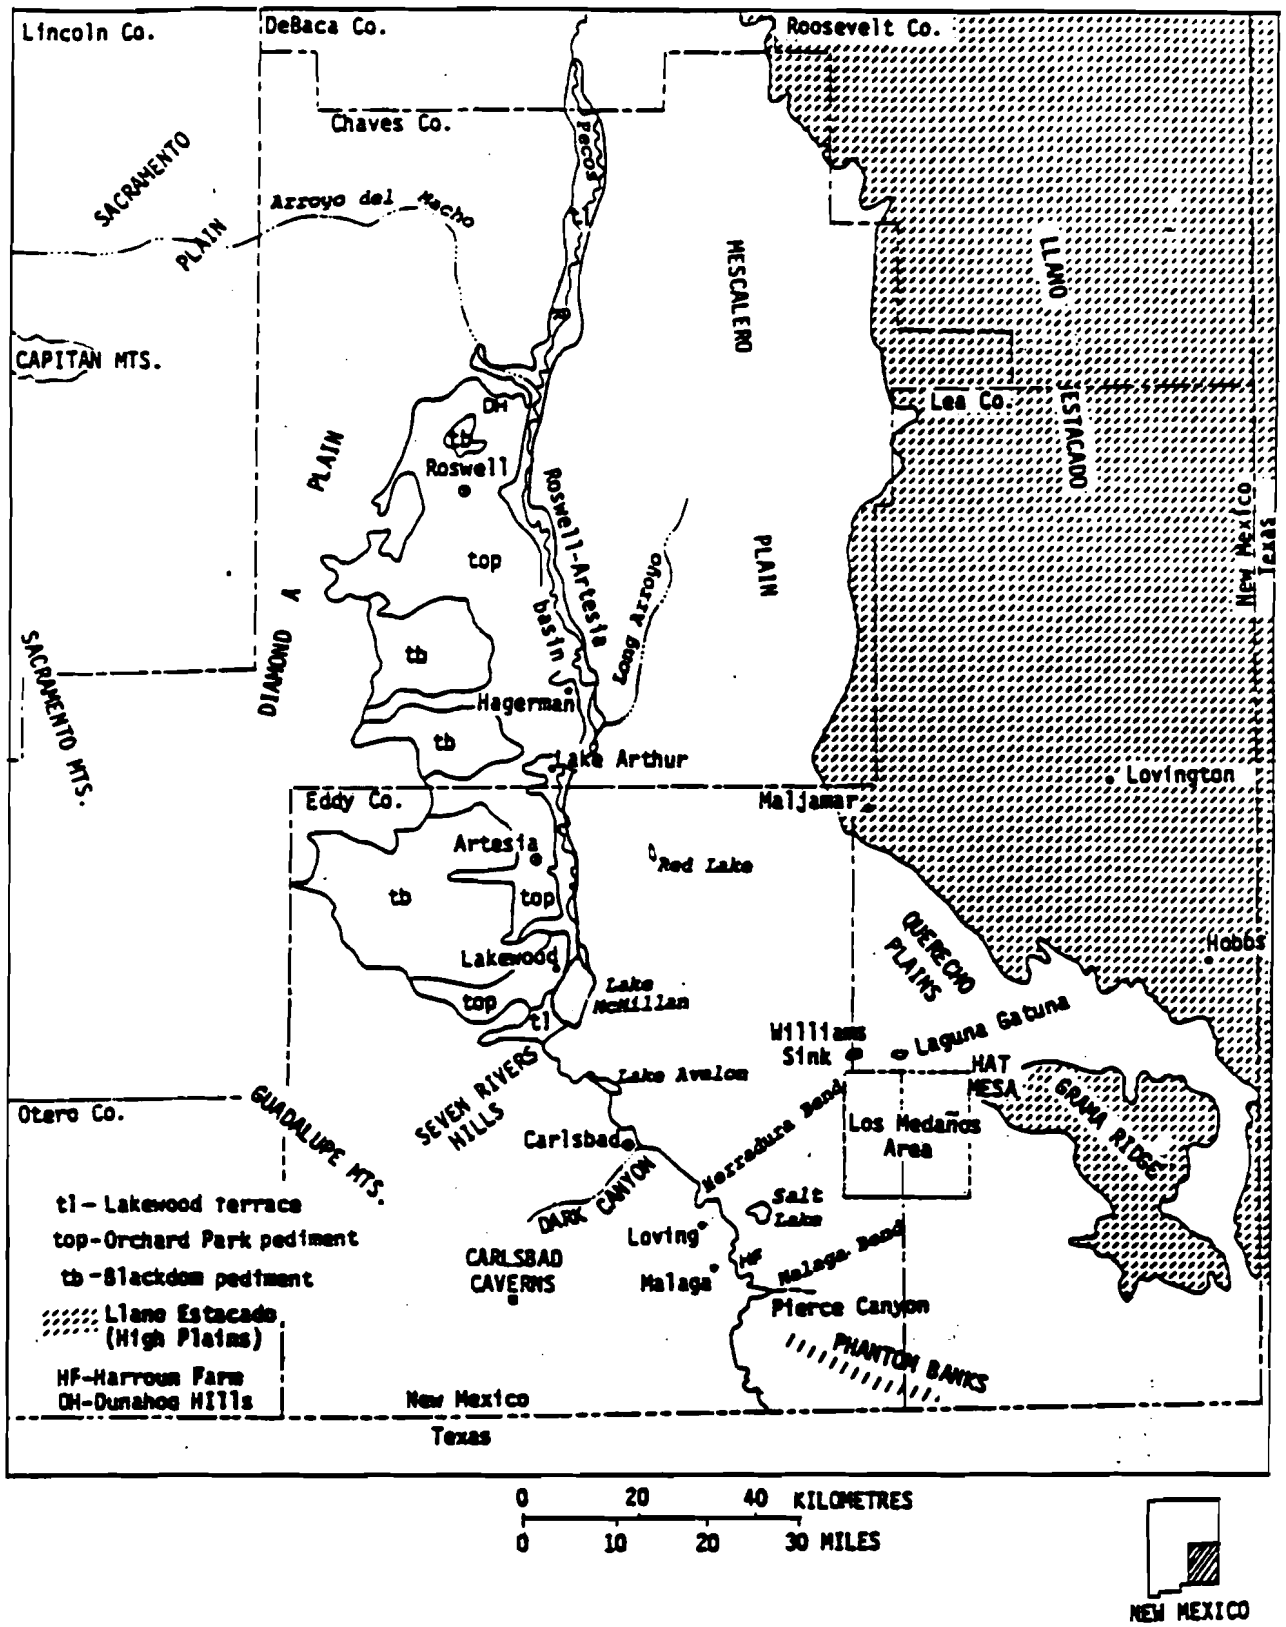 Lincoln Co.
DeBaca Co.
Roosevelt Co.
Chaves Co.
Pecos
SACRAMENTO
PLAIN
Arroyo del Macho
tl
MESCALERO
LLANO
R
CAPITAN MTS.
DH
Lea Co.
ESTACADO
tb
PLAIN
Roswell
Roswell-Artesia
basin
New Mexico
Texas
top
PLAIN
Long Arroyo
A
DIAMOND
SACRAMENTO MTS.
tb
Hagerman
tb
Lake Arthur
Lovington
Eddy Co.
Maljamar
Artesia
Red Lake
tb
top
QUERECHO
PLAINS
Hobbs
Lakewood
Lake
McMillan
top
tl
Williams
Sink
Laguna Gatuna
SEVEN RIVERS
HILLS
Lake Avalon
HAT
MESA
GRAMA RIDGE
Otero Co.
GUADALUPE MTS.
Nerradura Bend
Los Medaños
Area
Carlsbad
DARK CANYON
Salt
Lake
tl- Lakewood Terrace
top-Orchard Park pediment
tb-Blackdom pediment
Llano Estacado
(High Plains)
HF-Harroun Farm
DH-Dunahoo Hills
Loving
HF
Malaga Bend
CARLSBAD
CAVERNS
Malaga
Pierce Canyon
PHANTOM BANKS
New Mexico
Texas
0 20 40 KILOMETRES
0 10 20 30 MILES
NEW MEXICO